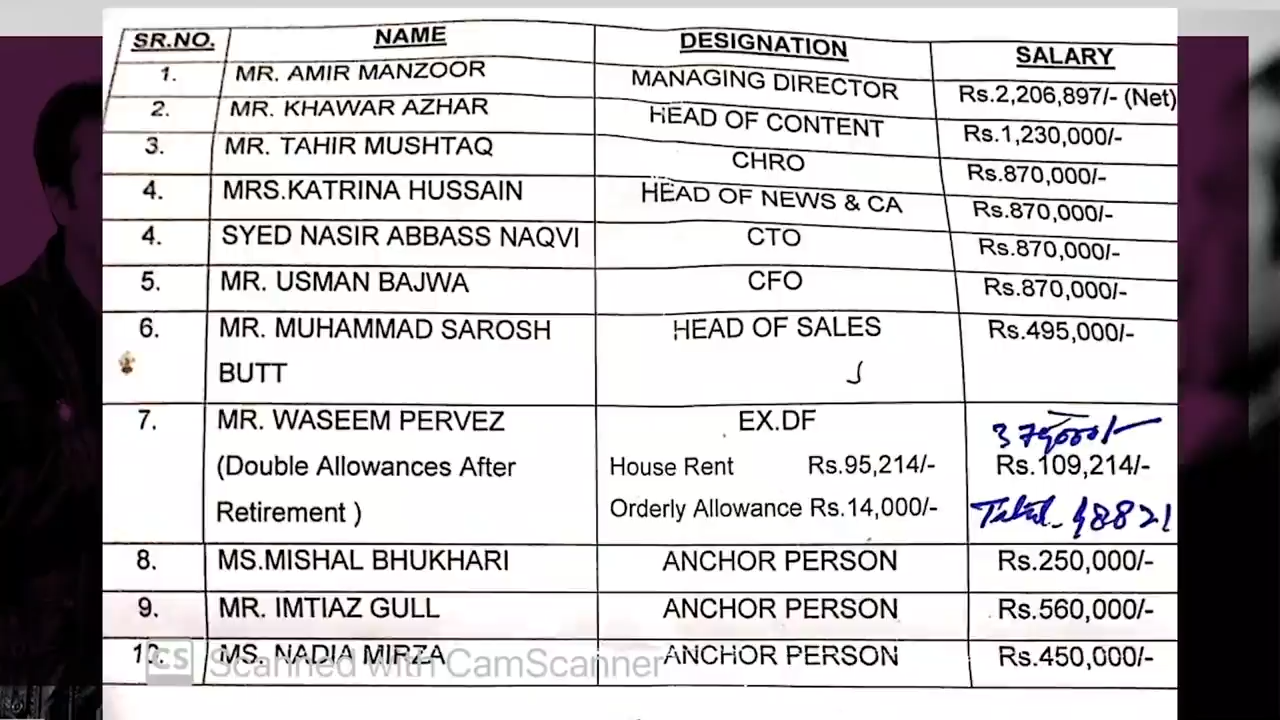 SR.NO. NAME DESIGNATION SALARY
1. MR. AMIR MANZOOR MANAGING DIRECTOR Rs.2,206,897/- (Net)
2. MR. KHAWAR AZHAR HEAD OF CONTENT Rs.1,230,000/-
3. MR. TAHIR MUSHTAQ CHRO Rs.870,000/-
4. MRS.KATRINA HUSSAIN HEAD OF NEWS & CA Rs.870,000/-
4. SYED NASIR ABBASS NAQVI CTO Rs.870,000/-
5. MR. USMAN BAJWA CFO Rs.870,000/-
6. MR. MUHAMMAD SAROSH HEAD OF SALES Rs.495,000/-
BUTT
7. MR. WASEEM PERVEZ EX.DF
(Double Allowances After House Rent Rs.95,214/- Rs.109,214/-
Retirement ) Orderly Allowance Rs.14,000/- Total
8. MS.MISHAL BHUKHARI ANCHOR PERSON Rs.250,000/-
9. MR. IMTIAZ GULL ANCHOR PERSON Rs.560,000/-
10. MS. NADIA MIRZA ANCHOR PERSON Rs.450,000/-
CS Scanned with CamScanner